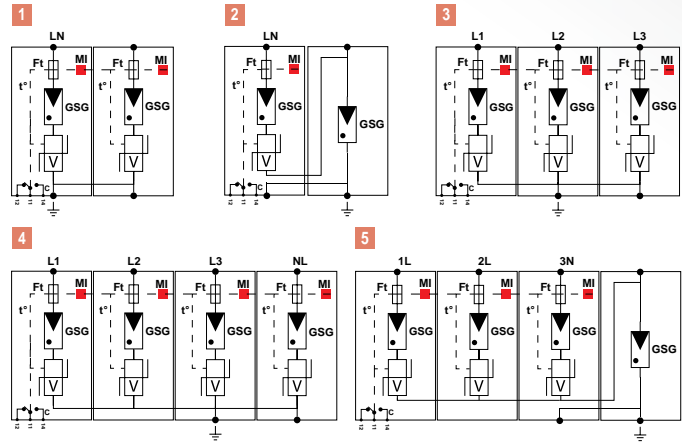 1
LN
Ft MI Ft MI
t° t°
GSG GSG
V V
C
12 11 14
2
LN
Ft MI
t°
GSG GSG
V
C
12 11 14
3
L1 L2 L3
Ft MI Ft MI Ft MI
t° t° t°
GSG GSG GSG
V V V
C
12 11 14
4
L1 L2 L3 NL
Ft MI Ft MI Ft MI Ft MI
t° t° t° t°
GSG GSG GSG GSG
V V V V
C
12 11 14
5
1L 2L 3N
Ft MI Ft MI Ft MI
t° t° t°
GSG GSG GSG GSG
V V V
C
12 11 14